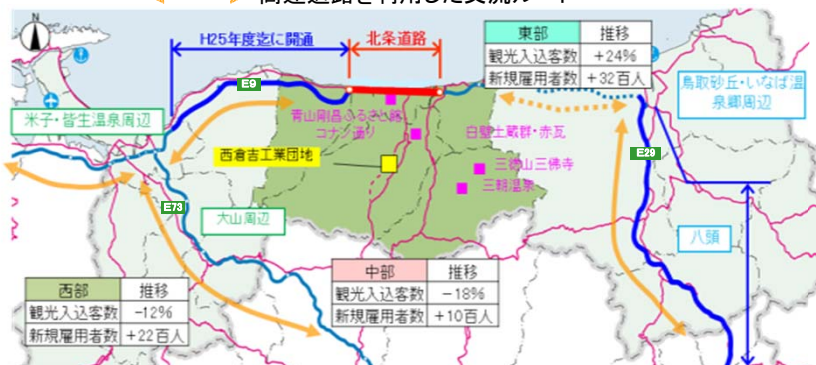 高速道路を利用した交流ルート
N
H25年度迄に開通
北条道路
東部 推移
観光入込客数 +24%
新規雇用者数 +32百人
鳥取砂丘・いなば温
泉郷周辺
E9
米子・皆生温泉周辺
青山剛昌ふるさと館
コナン通り
白壁土蔵群・赤瓦
西倉吉工業団地
三徳山三佛寺
三朝温泉
E29
E73
大山周辺
八頭
西部 推移
観光入込客数 -12%
新規雇用者数 +22百人
中部 推移
観光入込客数 -18%
新規雇用者数 +10百人